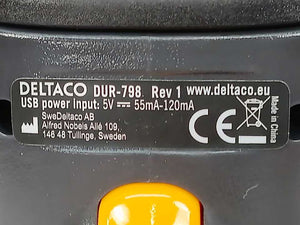 DELTACO DUR-798 Rev 1 www.deltaco.eu
USB power input: 5V ⎓ 55mA-120mA
SweDeltaco AB
Alfred Nobels Allé 109,
146 48 Tullinge, Sweden
CE
Made in China